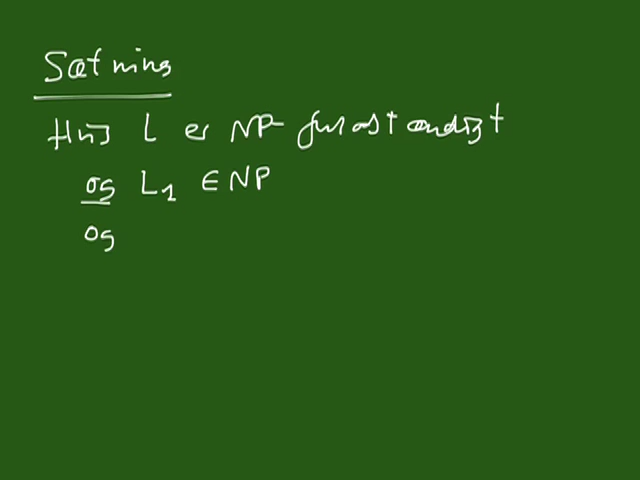 Sætning
Hvis L er NP-fuldstændigt
og L₁ ∈ NP
og